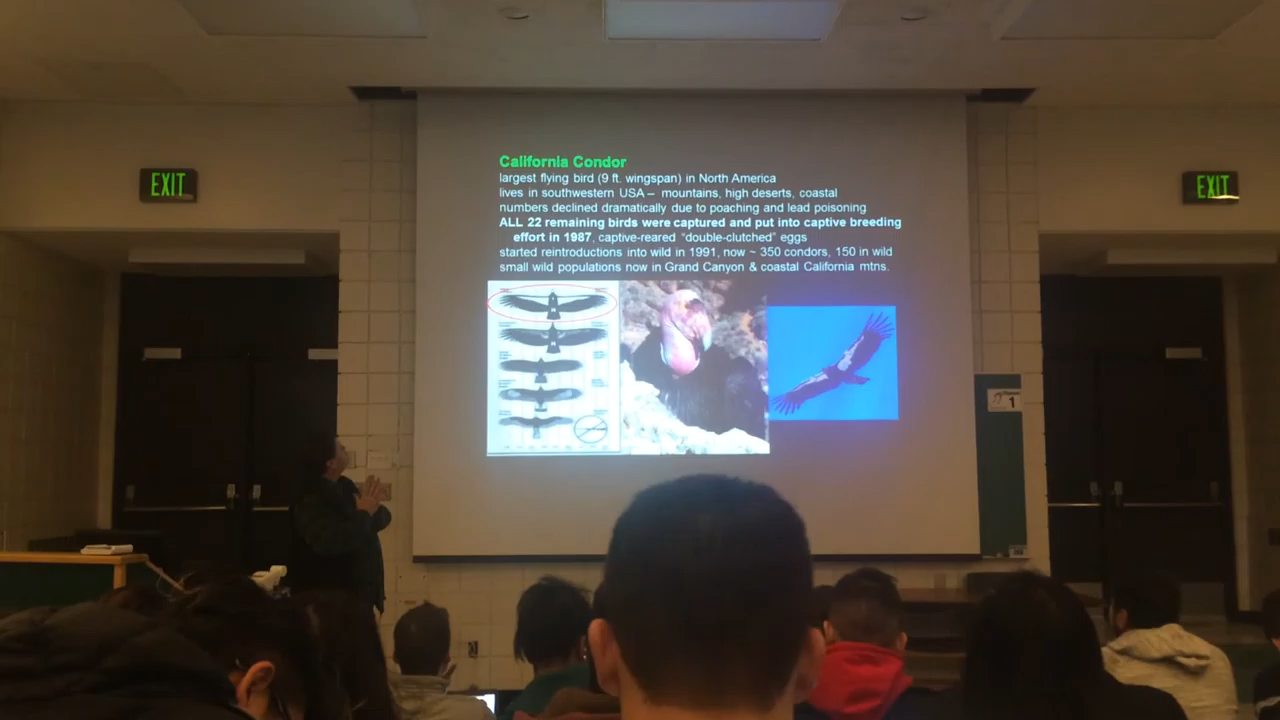 EXIT
EXIT
California Condor
largest flying bird (9 ft. wingspan) in North America
lives in southwestern USA – mountains, high deserts, coastal
numbers declined dramatically due to poaching and lead poisoning
ALL 22 remaining birds were captured and put into captive breeding
effort in 1987, captive-reared "double-clutched" eggs
started reintroductions into wild in 1991, now ~ 350 condors, 150 in wild
small wild populations now in Grand Canyon & coastal California mtns.
1